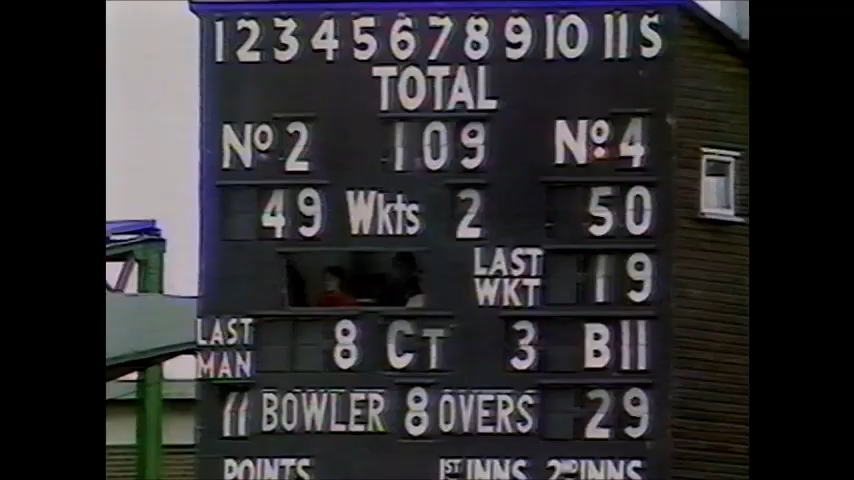 1 2 3 4 5 6 7 8 9 10 11 S
TOTAL
No 2 109 No 4
49 Wkts 2 50
LAST WKT 19
LAST MAN 8 CT 3 B11
11 BOWLER 8 OVERS 29
POINTS 1ST INNS 2ND INNS